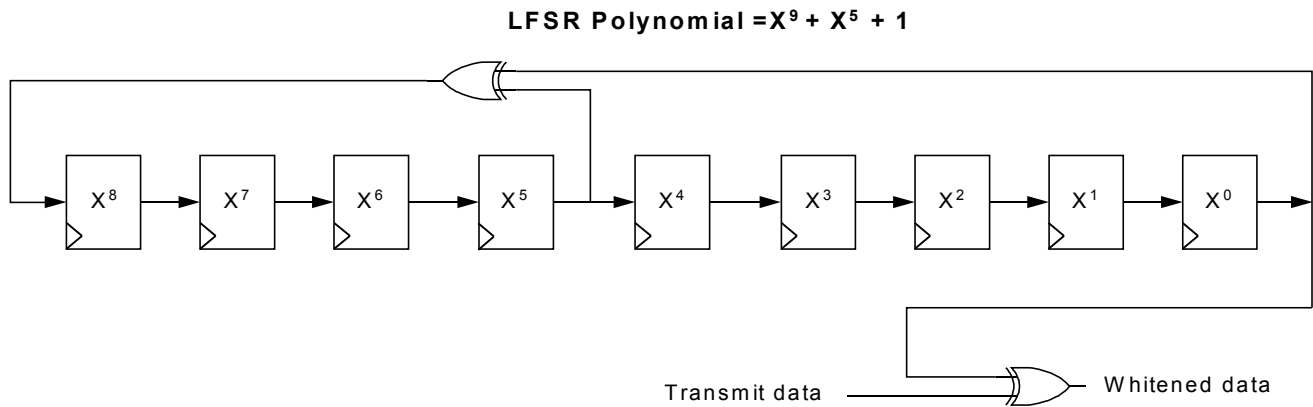 LFSR Polynomial =X⁹ + X⁵ + 1
X⁸ X⁷ X⁶ X⁵ X⁴ X³ X² X¹ X⁰
Transmit data
Whitened data